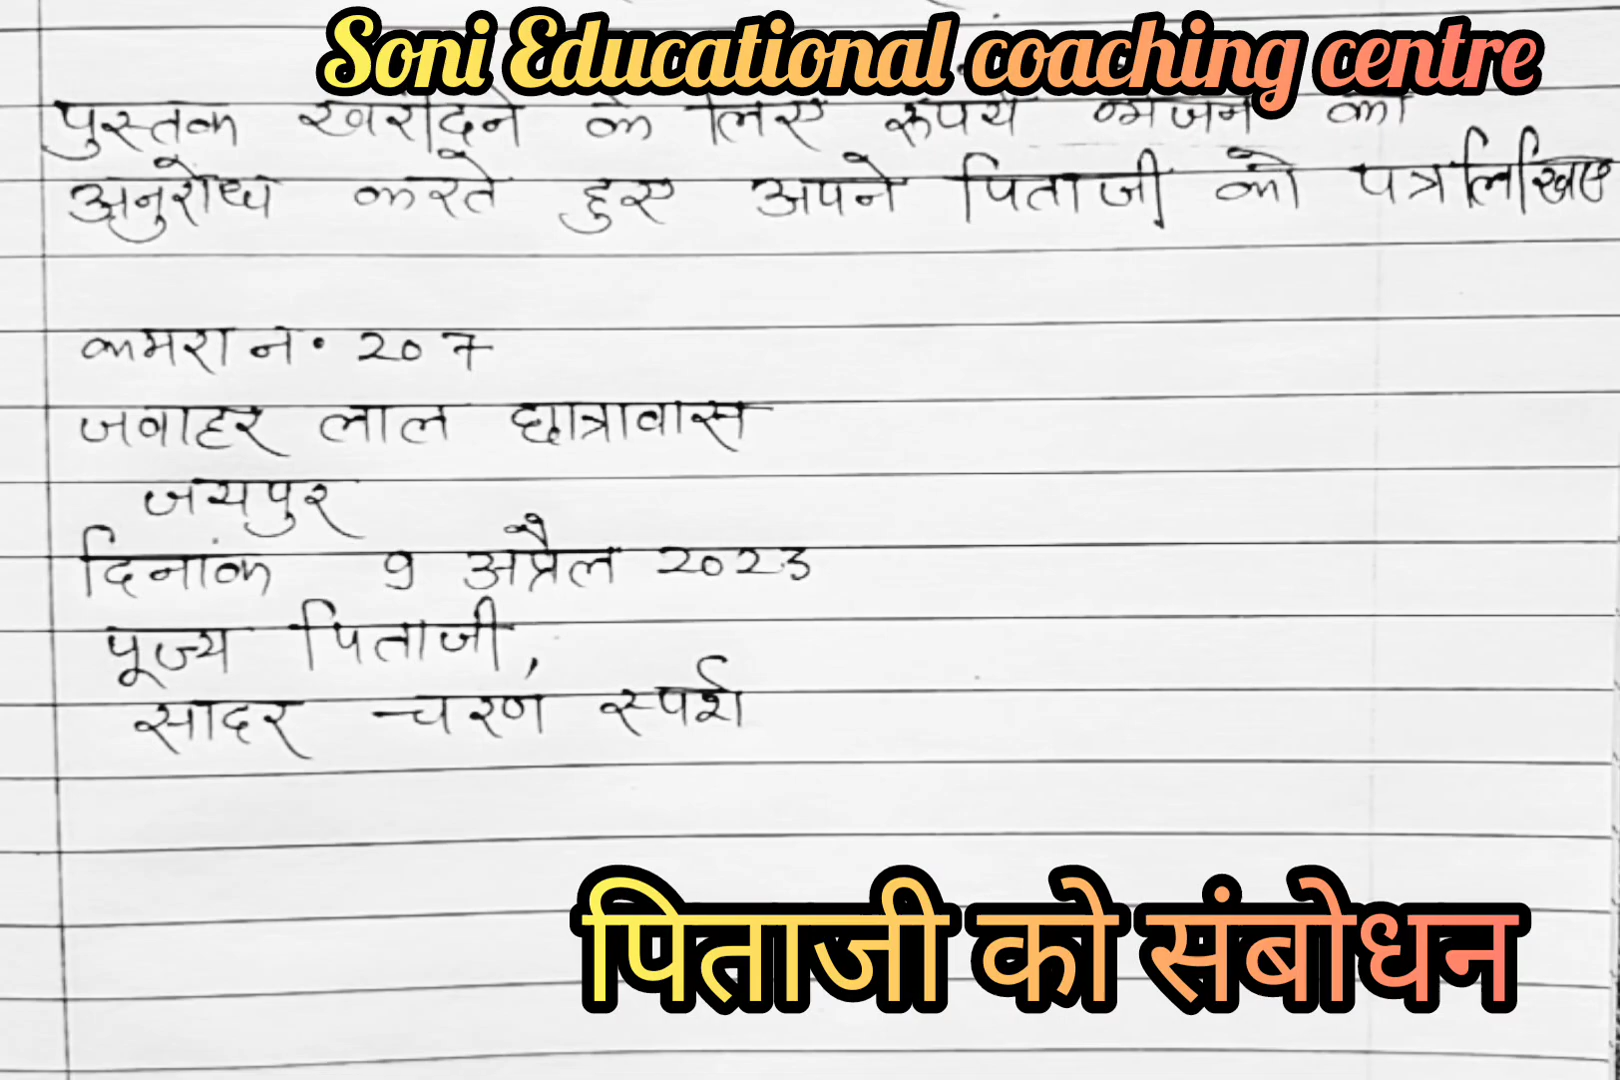 Soni Educational coaching centre
पुस्तक खरीदने के लिए रुपये भेजने का
अनुरोध करते हुए अपने पिताजी को पत्र लिखिए
कमरा न. 207
जवाहर लाल छात्रावास
जयपुर
दिनांक 9 अप्रैल 2023
पूज्य पिताजी,
सादर चरण स्पर्श
पिताजी को संबोधन